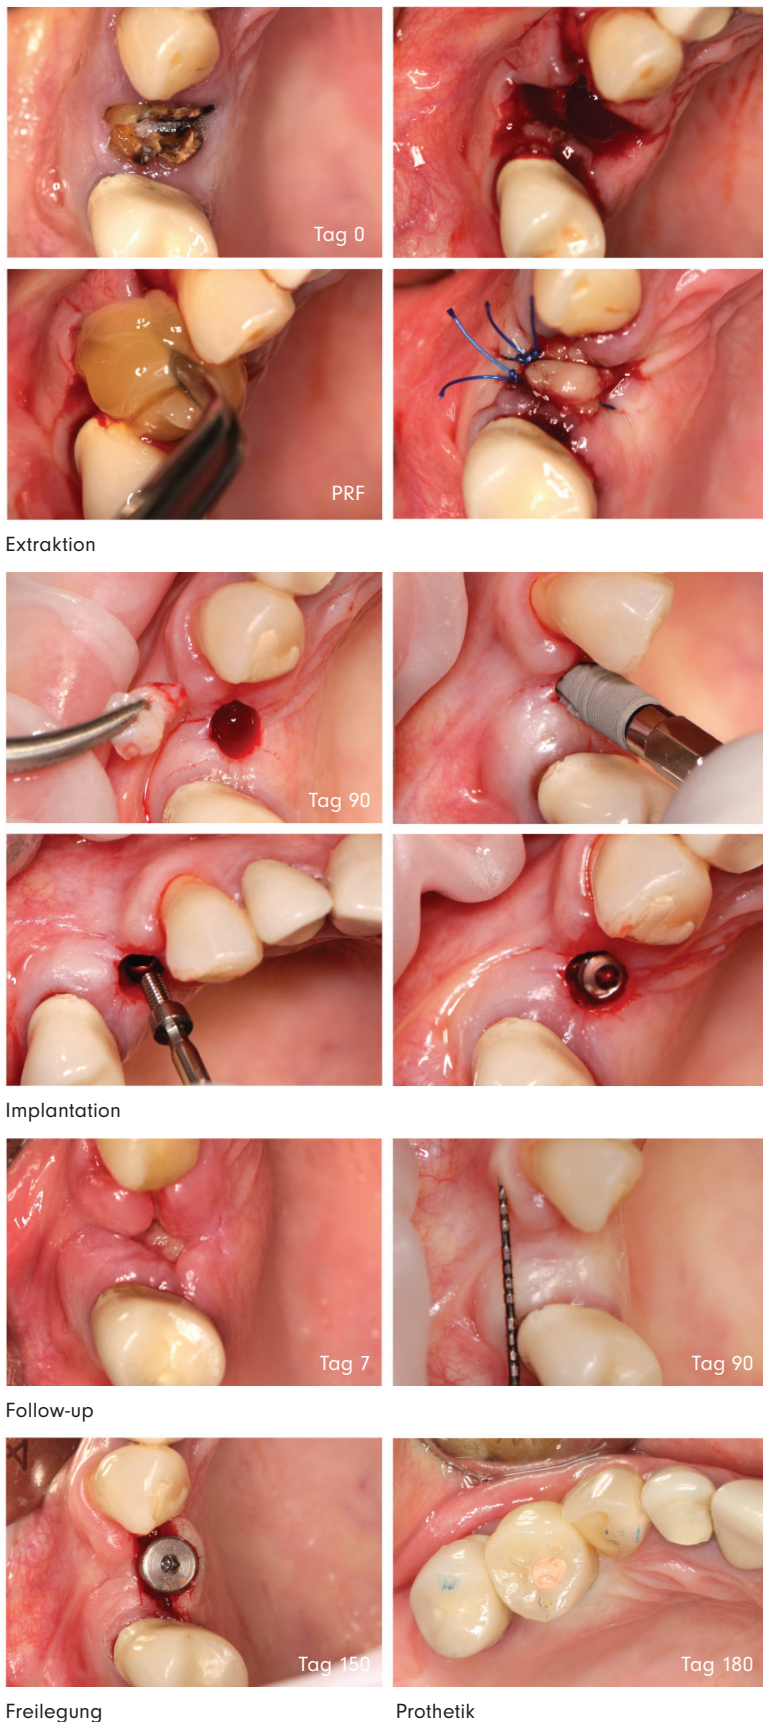 Tag 0
PRF
Extraktion
Tag 90
Implantation
Tag 7
Tag 90
Follow-up
Tag 150
Tag 180
Freilegung
Prothetik